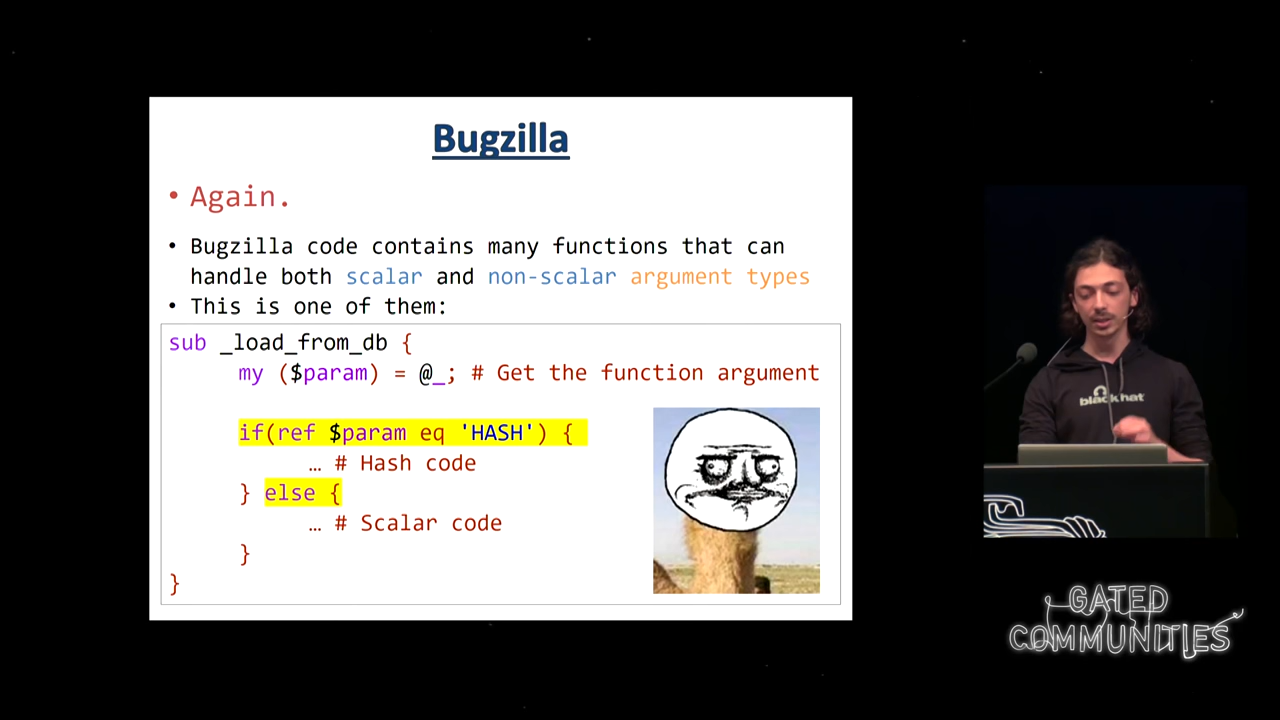 Bugzilla
• Again.
• Bugzilla code contains many functions that can
handle both scalar and non-scalar argument types
• This is one of them:
sub _load_from_db {
my ($param) = @_; # Get the function argument
if(ref $param eq 'HASH') {
… # Hash code
} else {
… # Scalar code
}
}
black hat
GATED
COMMUNITIES